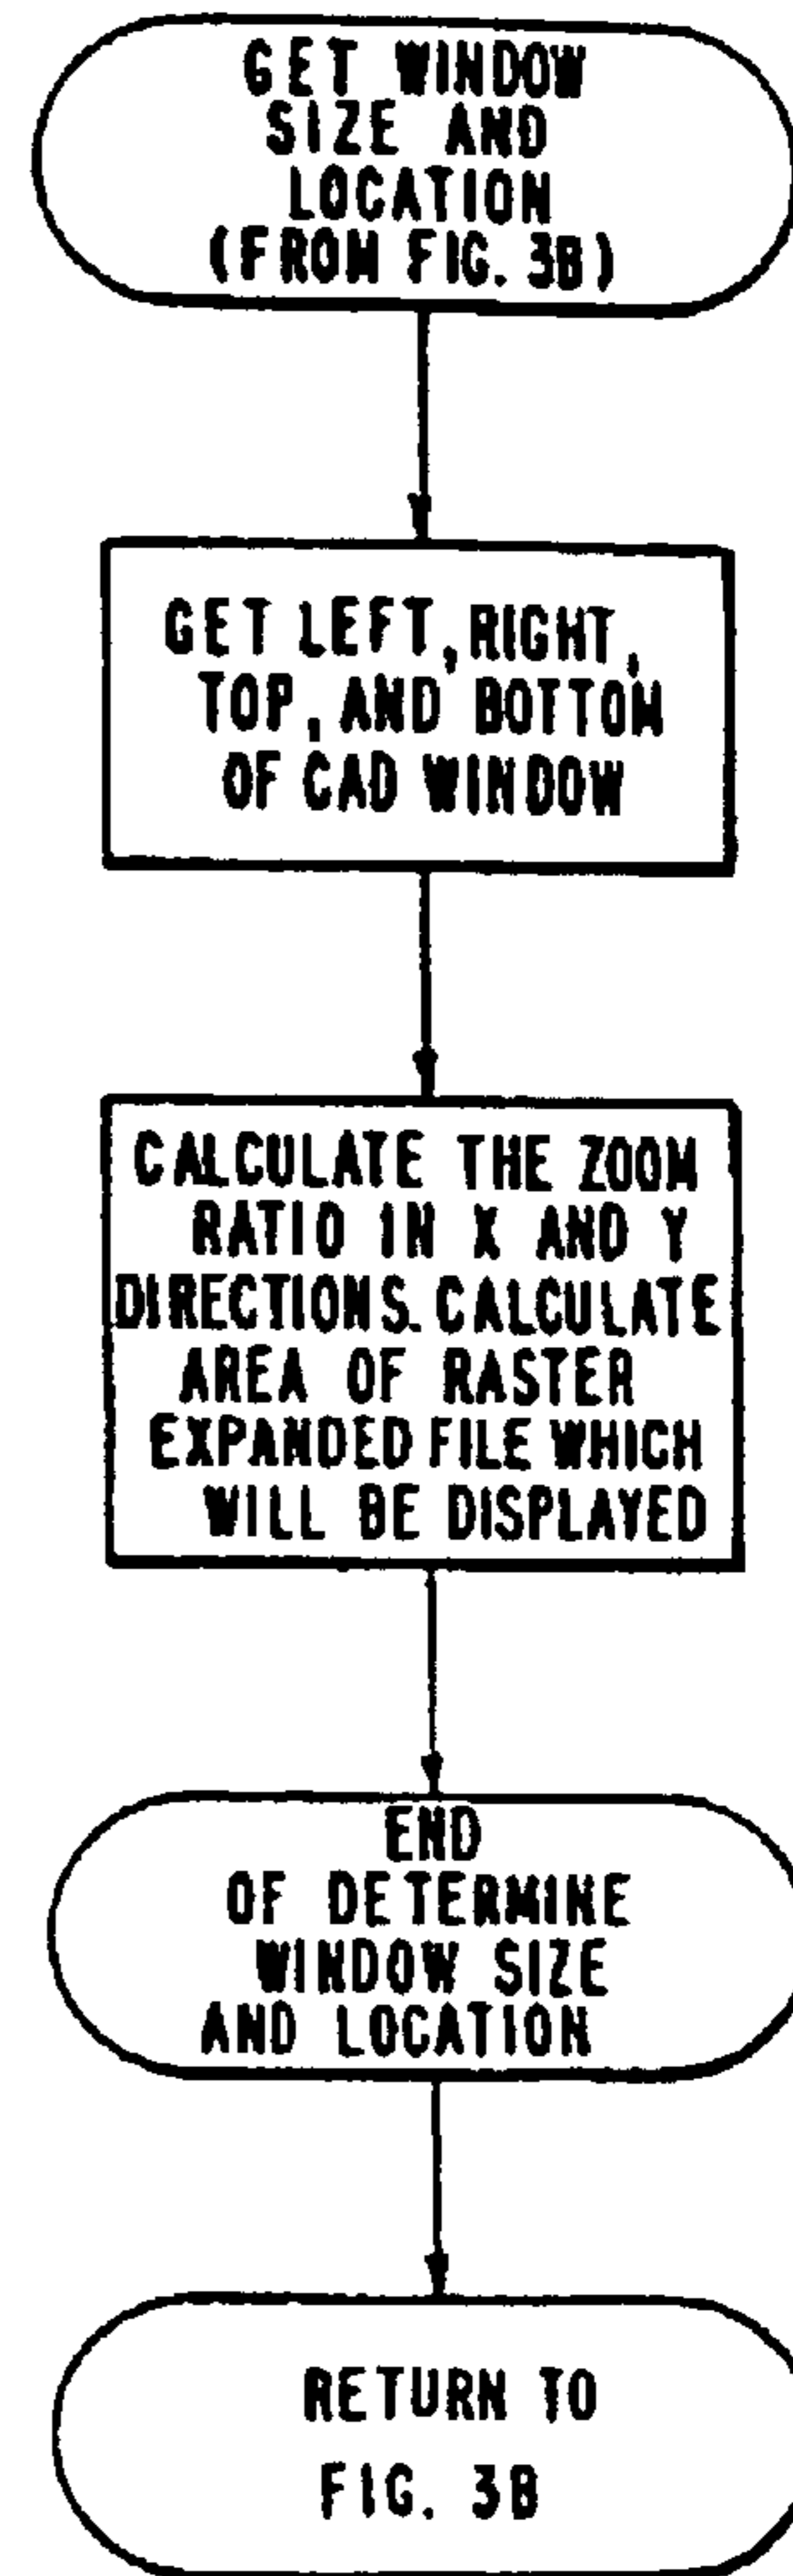 GET WINDOW
SIZE AND
LOCATION
(FROM FIG. 3B)
GET LEFT, RIGHT,
TOP, AND BOTTOM
OF CAD WINDOW
CALCULATE THE ZOOM
RATIO IN X AND Y
DIRECTIONS. CALCULATE
AREA OF RASTER
EXPANDED FILE WHICH
WILL BE DISPLAYED
END
OF DETERMINE
WINDOW SIZE
AND LOCATION
RETURN TO
FIG. 3B